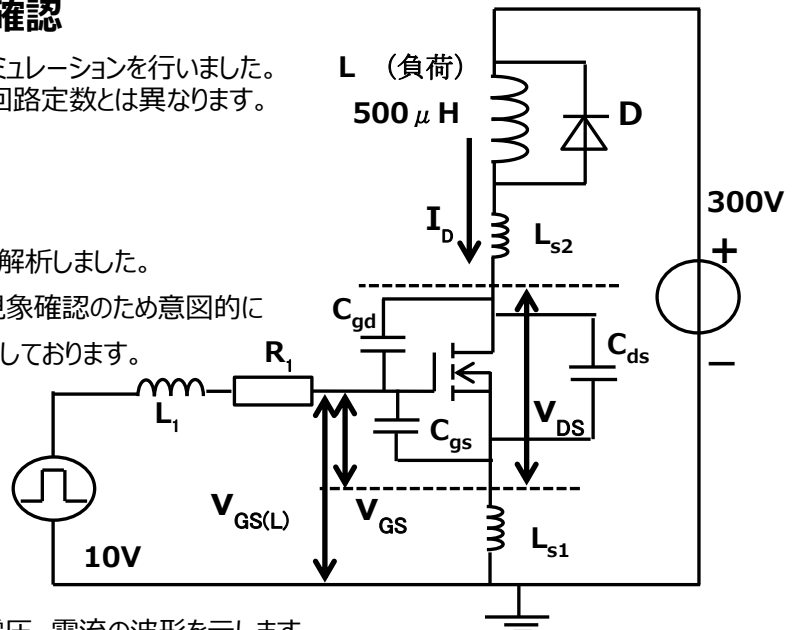 確認
ミュレーションを行いました。
回路定数とは異なります。
解析しました。
現象確認のため意図的に
しております。
L (負荷)
500μH
D
300V
+
−
I_D
L_s2
C_gd
C_ds
R_1
L_1
C_gs
V_DS
V_GS(L)
V_GS
L_s1
10V
電圧、電流の波形を示します